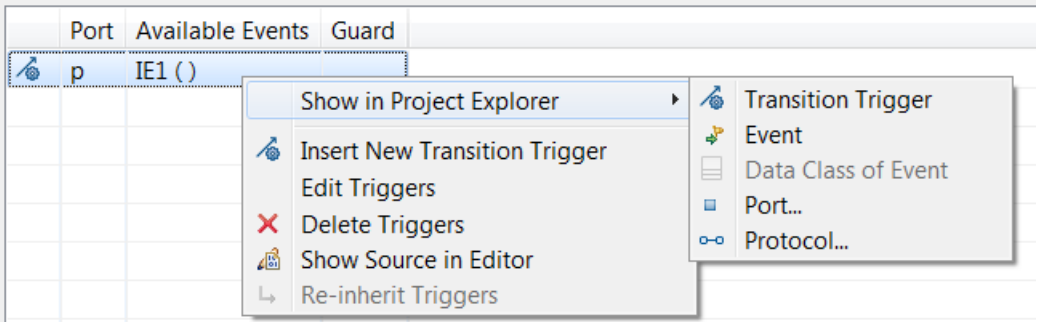 Port Available Events Guard
p IE1 ( )
Show in Project Explorer
Insert New Transition Trigger
Edit Triggers
Delete Triggers
Show Source in Editor
Re-inherit Triggers
Transition Trigger
Event
Data Class of Event
Port...
Protocol...